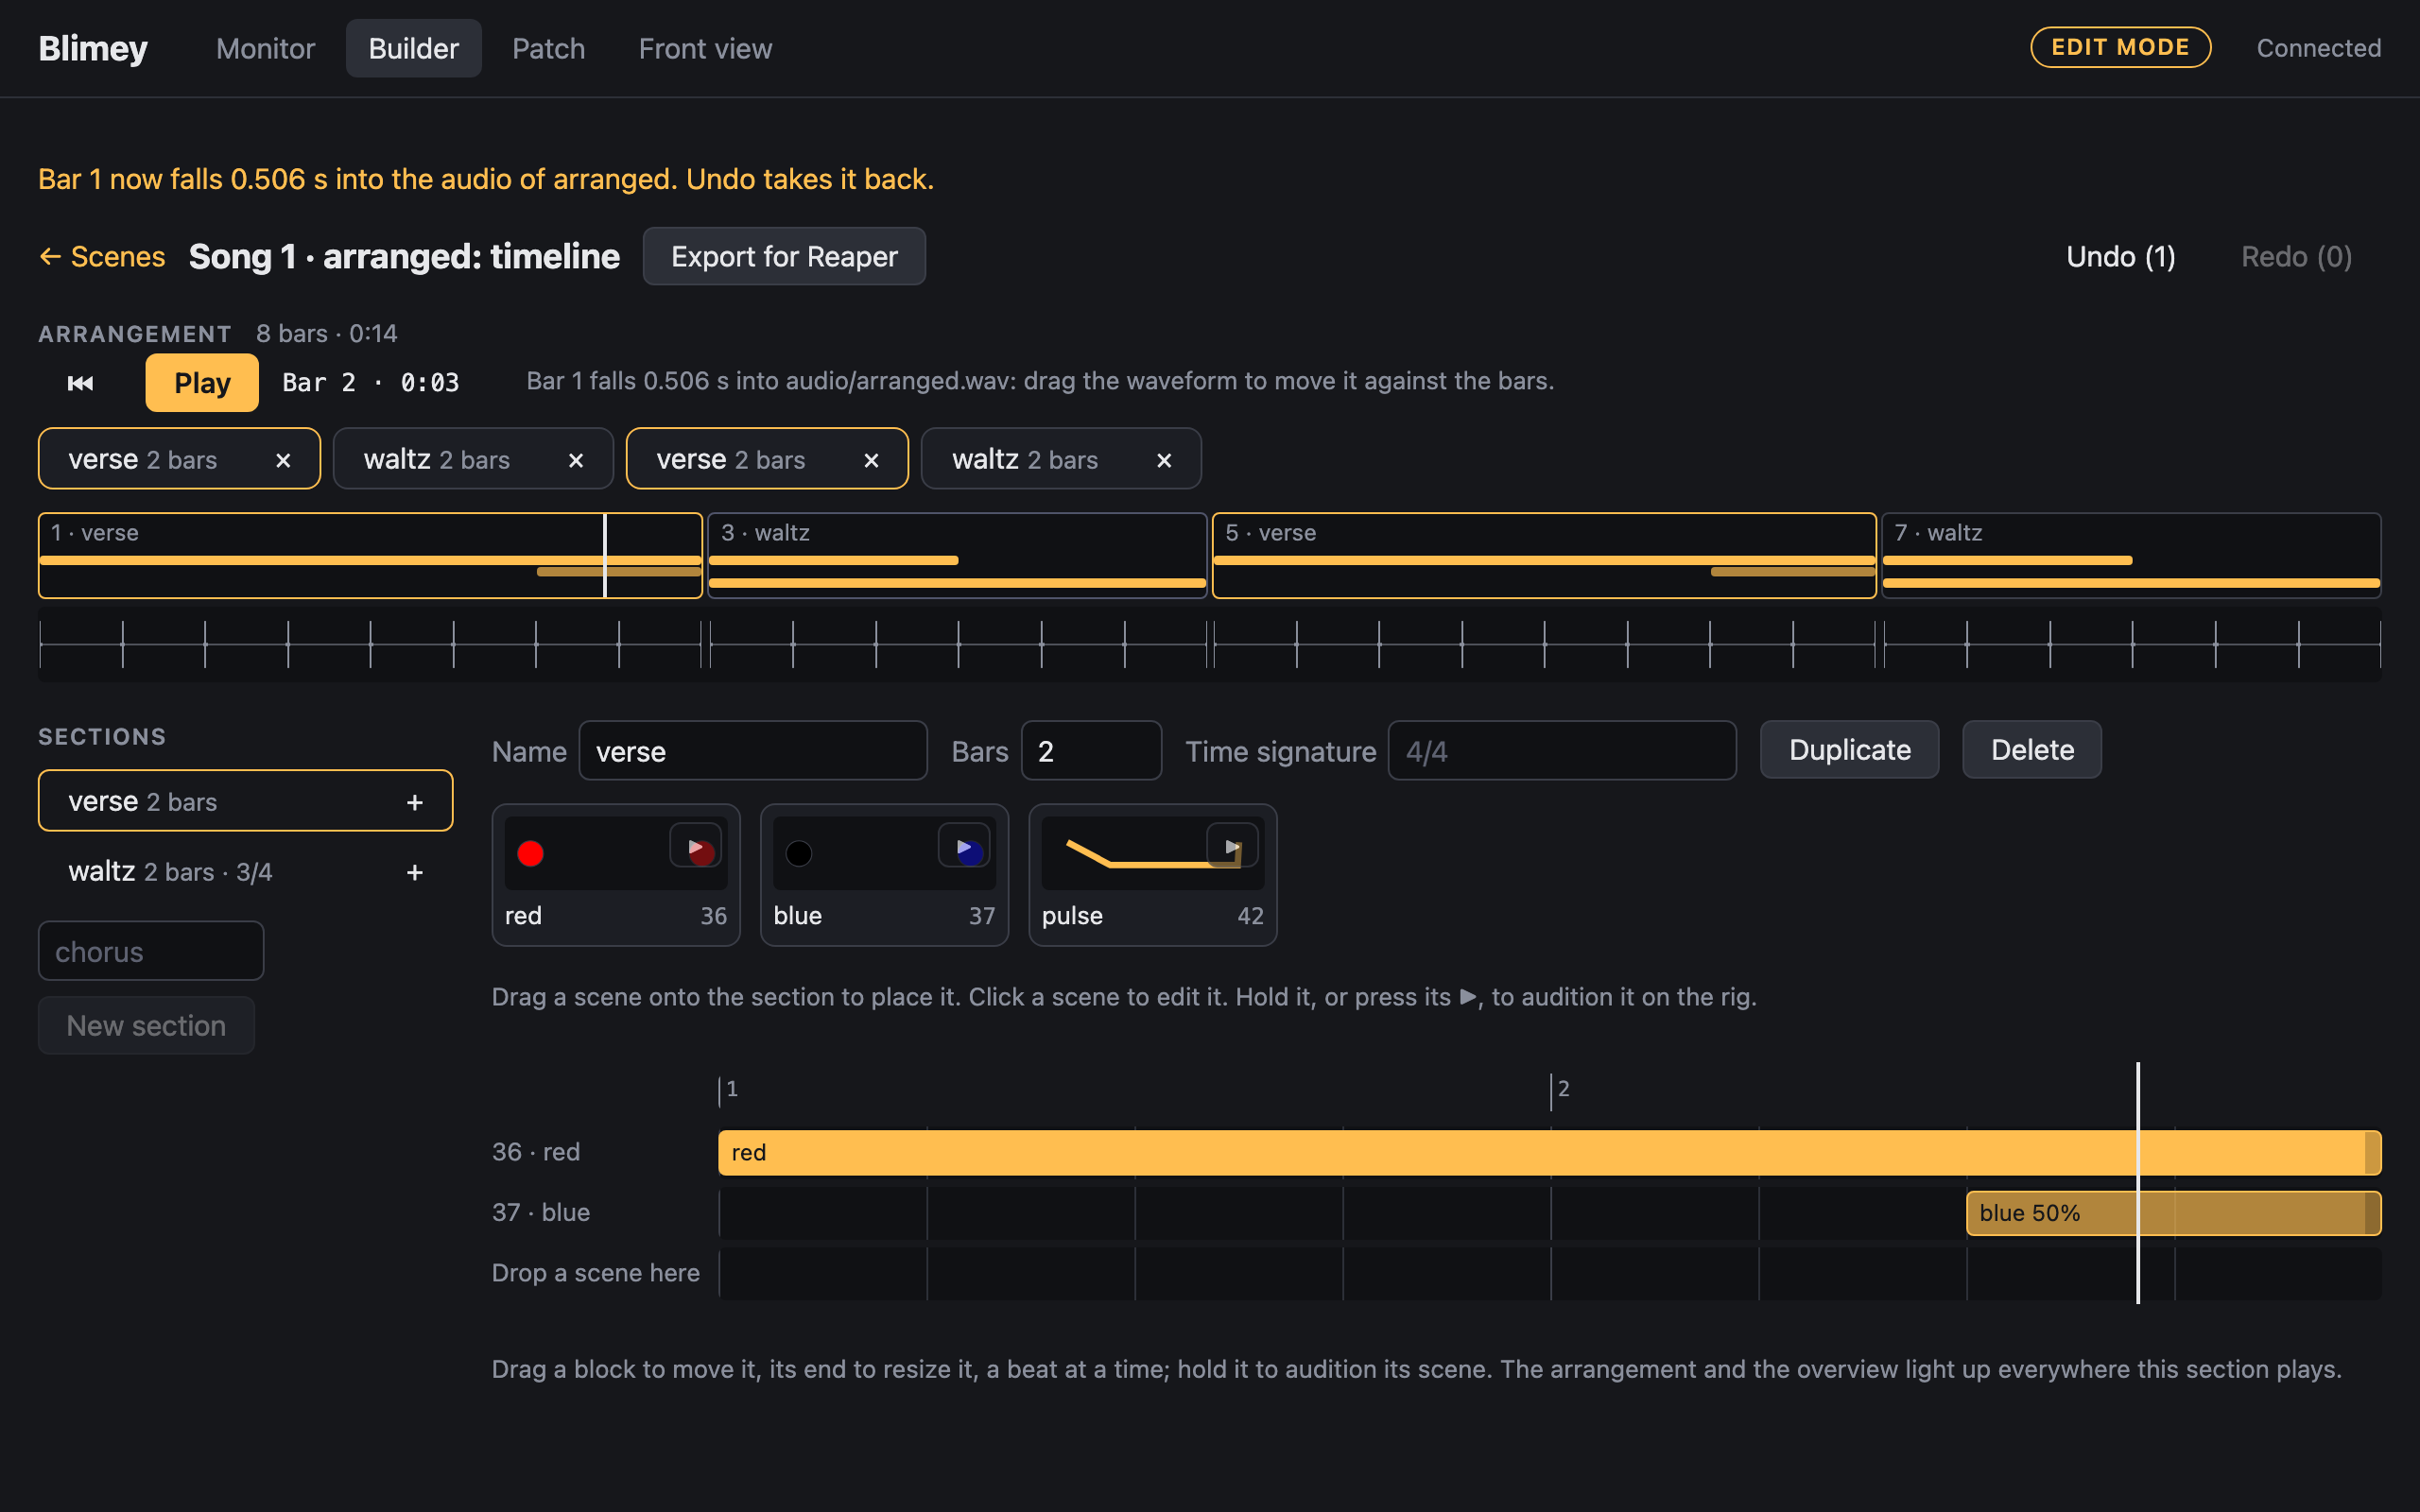 Blimey Monitor Builder Patch Front view EDIT MODE Connected
Bar 1 now falls 0.506 s into the audio of arranged. Undo takes it back.
← Scenes Song 1 · arranged: timeline Export for Reaper Undo (1) Redo (0)
ARRANGEMENT 8 bars · 0:14
⏮ Play Bar 2 · 0:03 Bar 1 falls 0.506 s into audio/arranged.wav: drag the waveform to move it against the bars.
verse 2 bars × waltz 2 bars × verse 2 bars × waltz 2 bars ×
1 · verse 3 · waltz 5 · verse 7 · waltz
SECTIONS
verse 2 bars +
waltz 2 bars · 3/4 +
chorus
New section
Name verse Bars 2 Time signature 4/4 Duplicate Delete
red 36 blue 37 pulse 42
Drag a scene onto the section to place it. Click a scene to edit it. Hold it, or press its ▶, to audition it on the rig.
1 2
36 · red red
37 · blue blue 50%
Drop a scene here
Drag a block to move it, its end to resize it, a beat at a time; hold it to audition its scene. The arrangement and the overview light up everywhere this section plays.